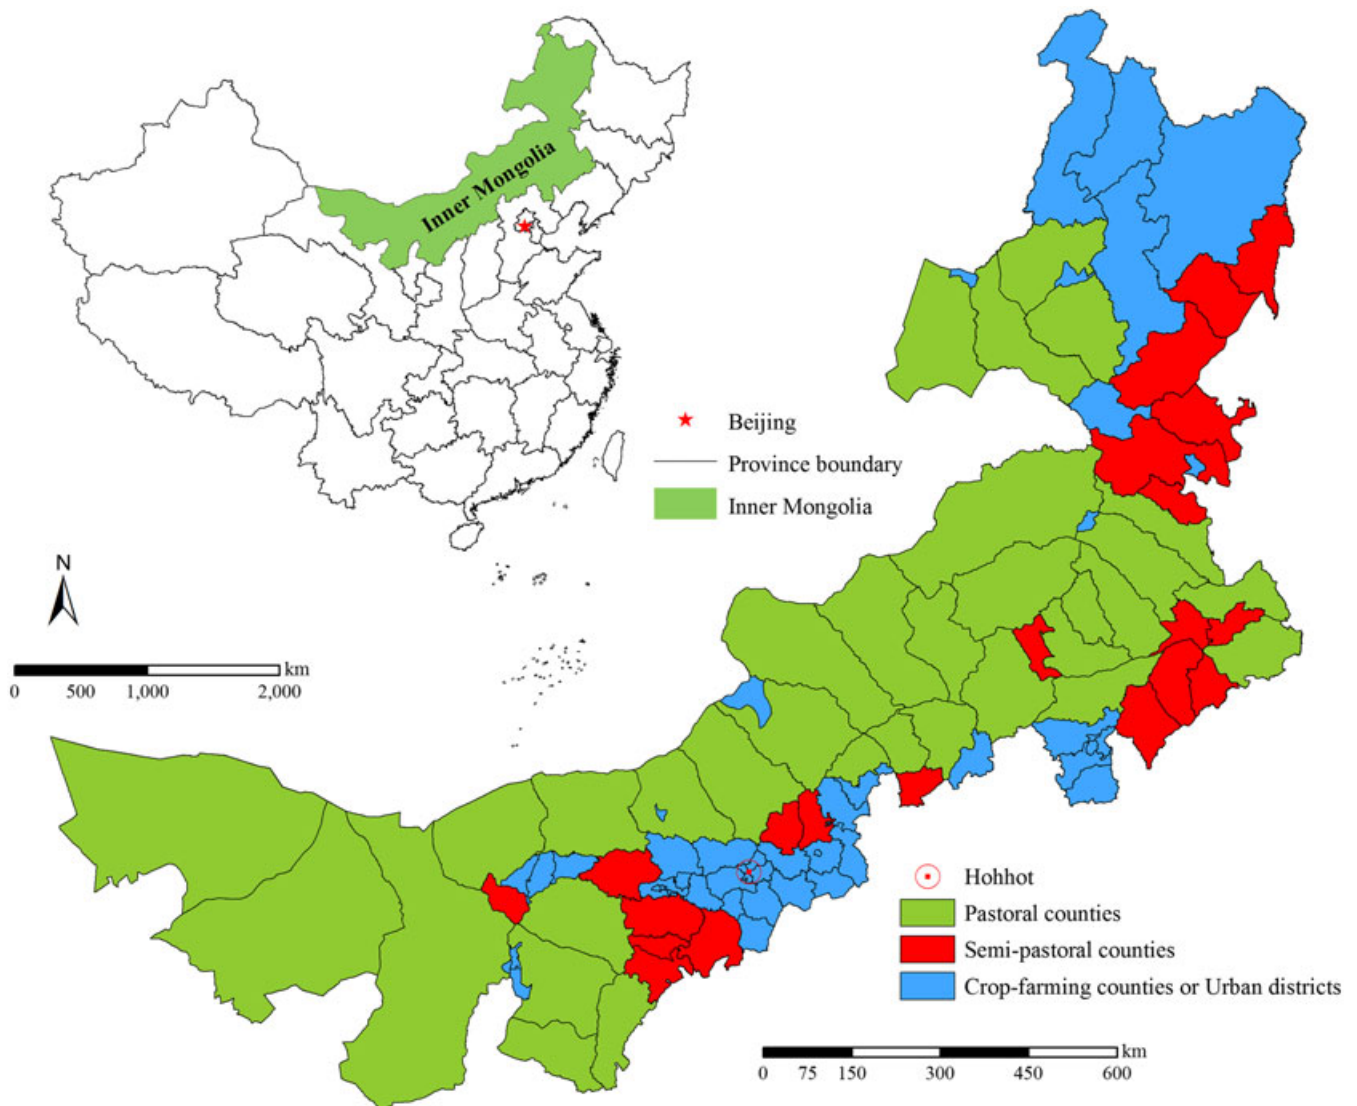 Inner Mongolia
Beijing
Province boundary
Inner Mongolia
N
km
0 500 1,000 2,000
Hohhot
Pastoral counties
Semi-pastoral counties
Crop-farming counties or Urban districts
km
0 75 150 300 450 600